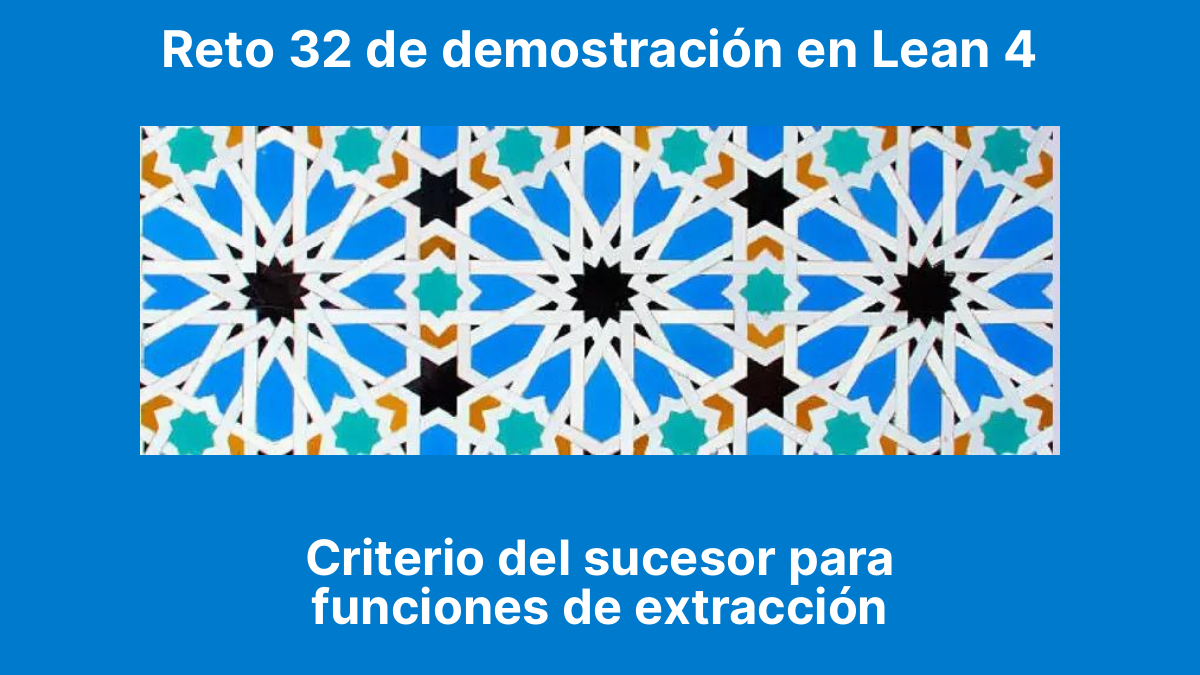 Reto 32 de demostración en Lean 4
Criterio del sucesor para
funciones de extracción